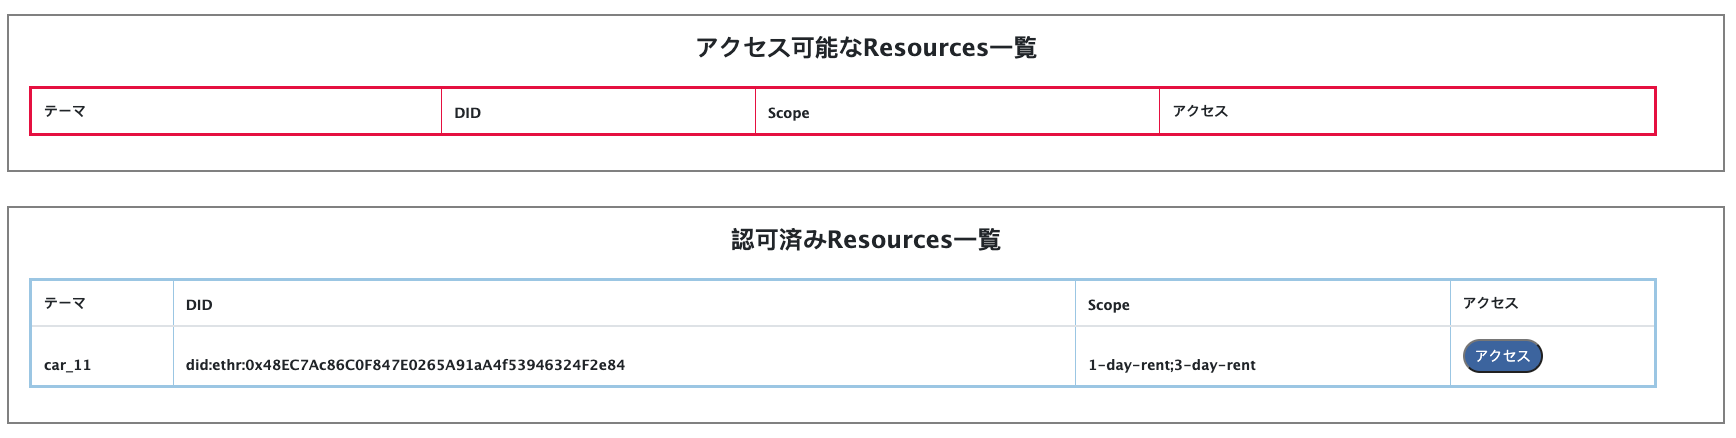 アクセス可能なResources一覧
テーマ DID Scope アクセス
認可済みResources一覧
テーマ DID Scope アクセス
car_11 did:ethr:0x48EC7Ac86C0F847E0265A91aA4f53946324F2e84 1-day-rent;3-day-rent アクセス